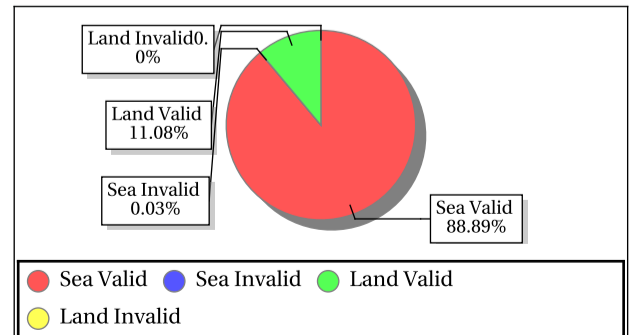 Land Invalid0.
0%
Land Valid
11.08%
Sea Invalid
0.03%
Sea Valid
88.89%
Sea Valid
Sea Invalid
Land Valid
Land Invalid